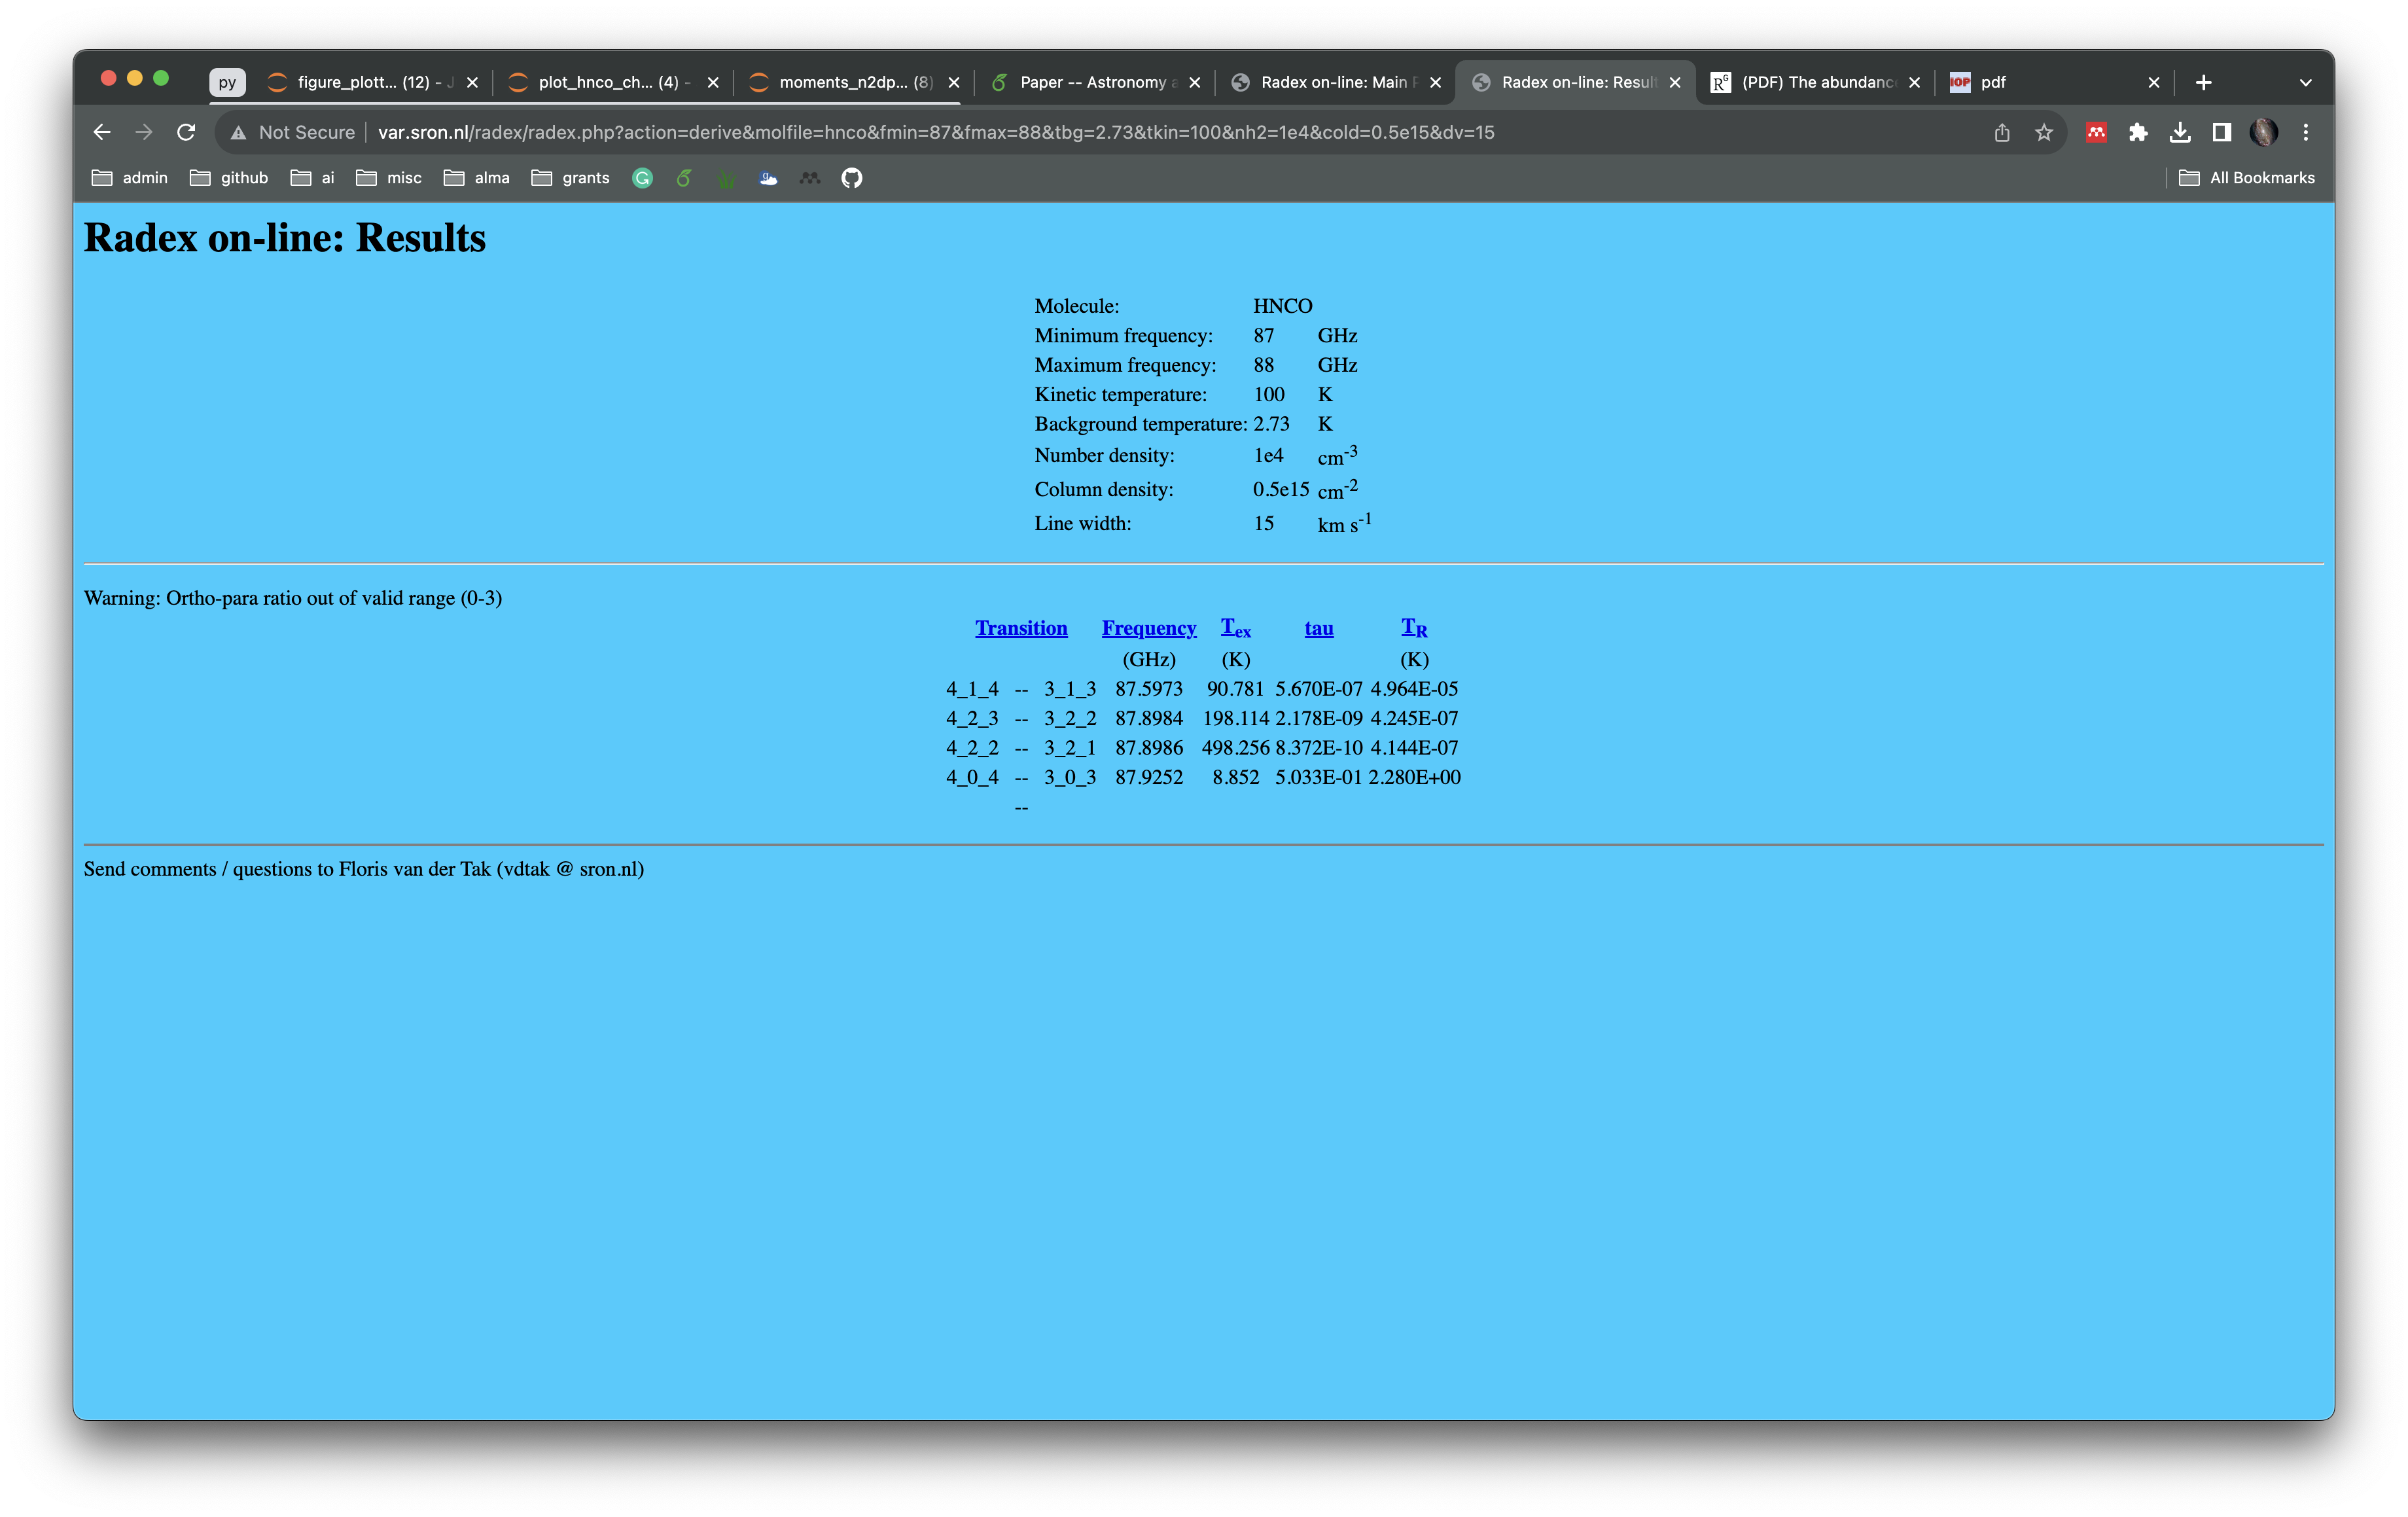 py
figure_plott... (12) - J
plot_hnco_ch... (4) -
moments_n2dp... (8)
Paper -- Astronomy a
Radex on-line: Main P
Radex on-line: Result
(PDF) The abundanc
pdf
Not Secure var.sron.nl/radex/radex.php?action=derive&molfile=hnco&fmin=87&fmax=88&tbg=2.73&tkin=100&nh2=1e4&cold=0.5e15&dv=15
admin github ai misc alma grants All Bookmarks
Radex on-line: Results
Molecule: HNCO
Minimum frequency: 87 GHz
Maximum frequency: 88 GHz
Kinetic temperature: 100 K
Background temperature: 2.73 K
Number density: 1e4 cm-3
Column density: 0.5e15 cm-2
Line width: 15 km s-1
Warning: Ortho-para ratio out of valid range (0-3)
Transition Frequency Tex tau TR
(GHz) (K) (K)
4_1_4 -- 3_1_3 87.5973 90.781 5.670E-07 4.964E-05
4_2_3 -- 3_2_2 87.8984 198.114 2.178E-09 4.245E-07
4_2_2 -- 3_2_1 87.8986 498.256 8.372E-10 4.144E-07
4_0_4 -- 3_0_3 87.9252 8.852 5.033E-01 2.280E+00
--
Send comments / questions to Floris van der Tak (vdtak @ sron.nl)